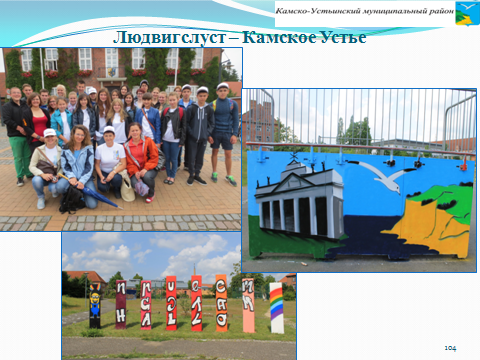 Камско-Устьинский муниципальный район
Людвигслуст – Камское Устье
104